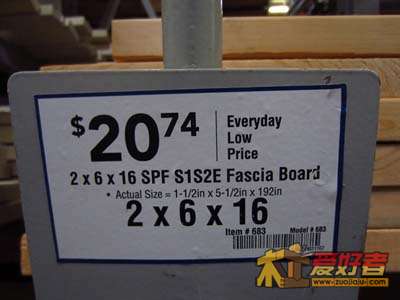 $20.74
Everyday
Low
Price
2 x 6 x 16 SPF S1S2E Fascia Board
* Actual Size = 1-1/2in x 5-1/2in x 192in
2 x 6 x 16
Item # 683
Model # 683
爱好者
www.zuojiaju.com